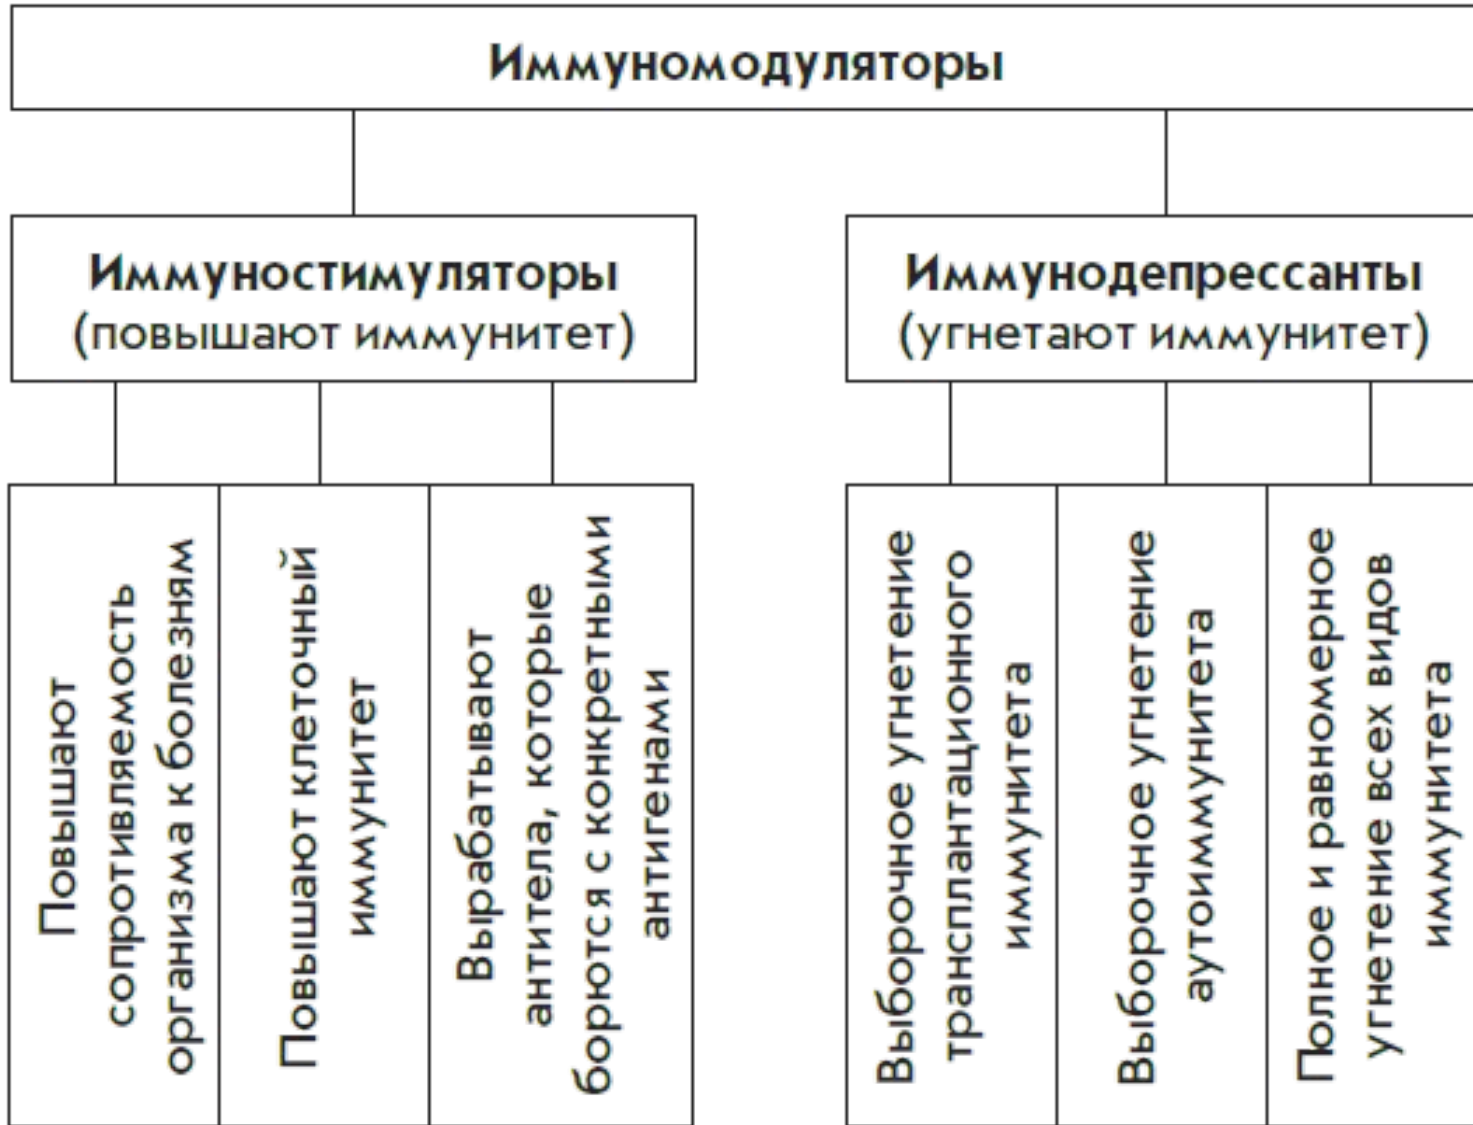 Иммуномодуляторы
Иммуностимуляторы
(повышают иммунитет)
Иммунодепрессанты
(угнетают иммунитет)
Повышают
сопротивляемость
организма к болезням
Повышают клеточный
иммунитет
Вырабатывают
антитела, которые
борются с конкретными
антигенами
Выборочное угнетение
трансплантационного
иммунитета
Выборочное угнетение
аутоиммунитета
Полное и равномерное
угнетение всех видов
иммунитета